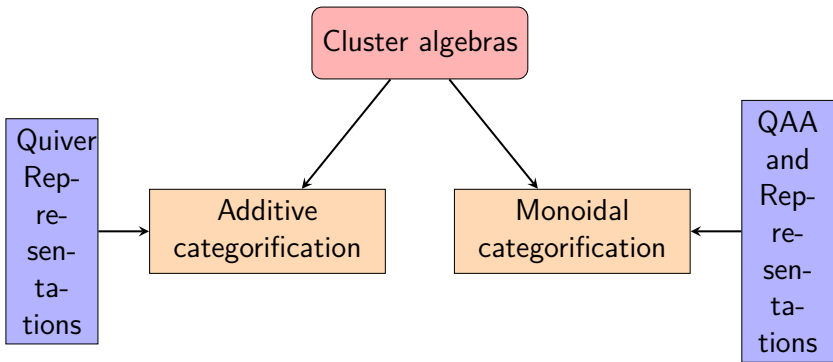 Cluster algebras
Quiver
Rep-
re-
sen-
ta-
tions
Additive
categorification
Monoidal
categorification
QAA
and
Rep-
re-
sen-
ta-
tions